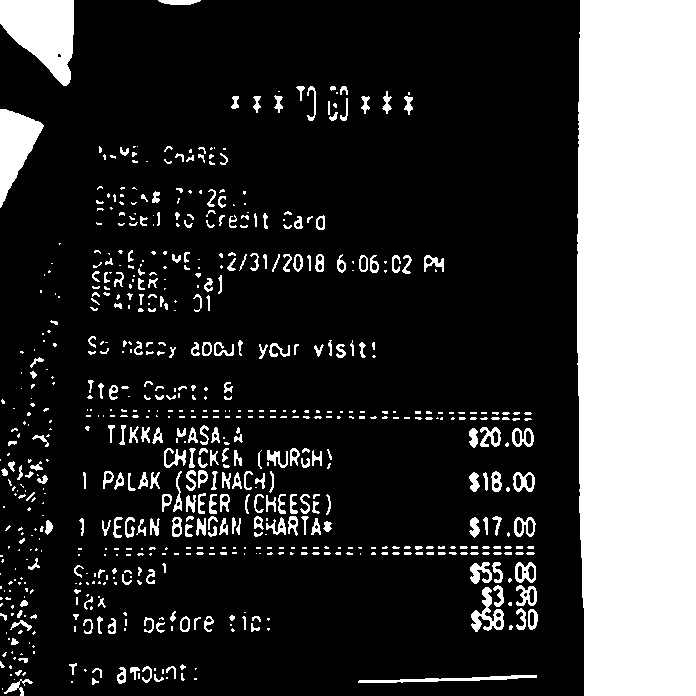 * * * TO GO * * *
NAME: CHARES
CHECK#
Closed to Credit Card
DATE/TIME: 12/31/2018 6:06:02 PM
SERVER: Taj
STATION: 01
So happy about your visit!
Item Count: 8
1 TIKKA MASALA $20.00
CHICKEN (MURGH)
1 PALAK (SPINACH) $18.00
PANEER (CHEESE)
1 VEGAN BENGAN BHARTA* $17.00
Subtotal $55.00
Tax $3.30
Total before tip: $58.30
Tip amount: